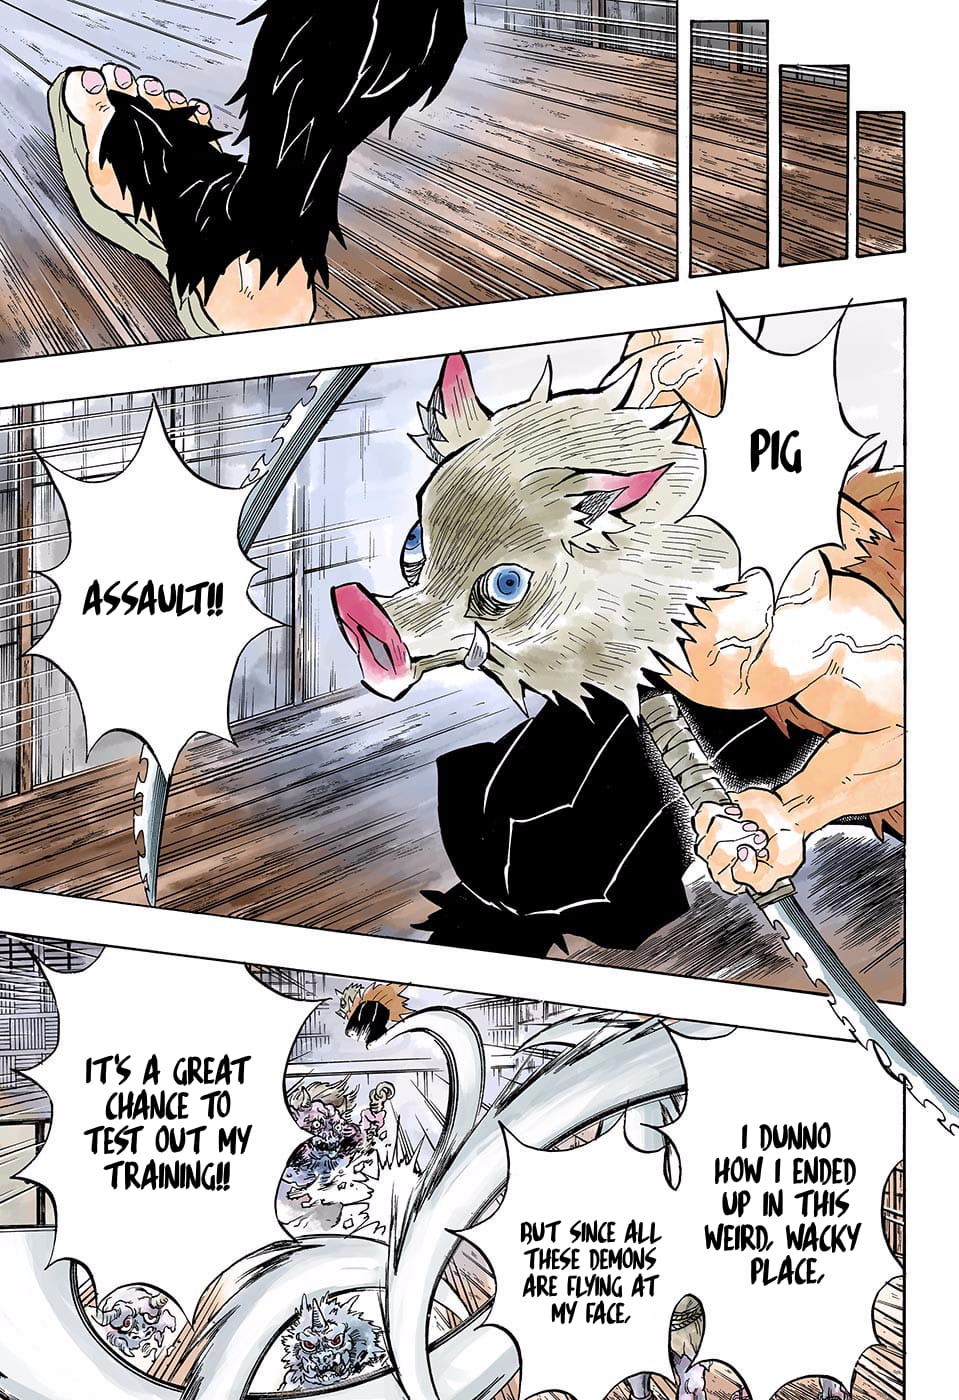 PIG
ASSAULT!!
I DUNNO
HOW I ENDED
UP IN THIS
WEIRD, WACKY
PLACE,
BUT SINCE ALL
THESE DEMONS
ARE FLYING AT
MY FACE,
IT'S A GREAT
CHANCE TO
TEST OUT MY
TRAINING!!